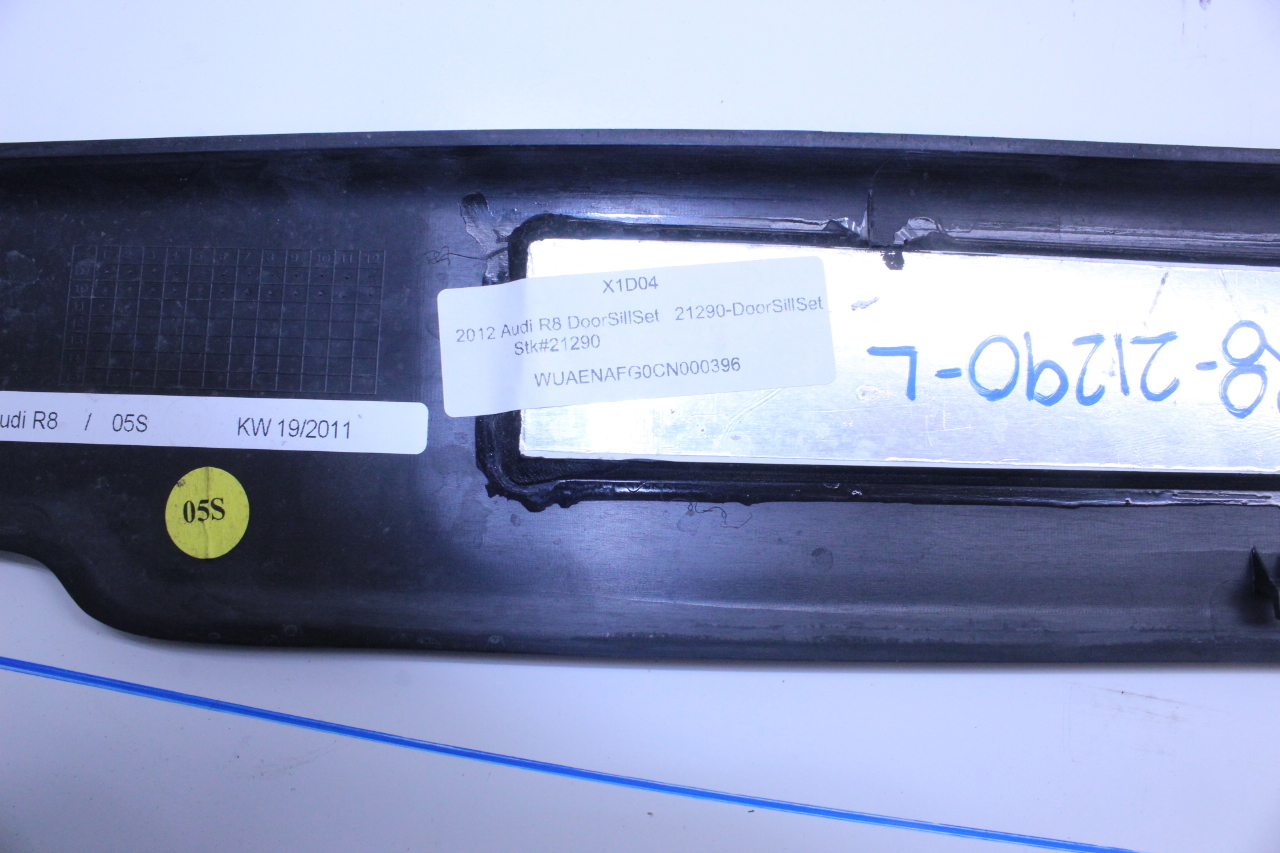 X1D04
2012 Audi R8 DoorSillSet 21290-DoorSillSet
Stk#21290
WUAENAFG0CN000396
udi R8 / 05S KW 19/2011
05S
8-21290-L